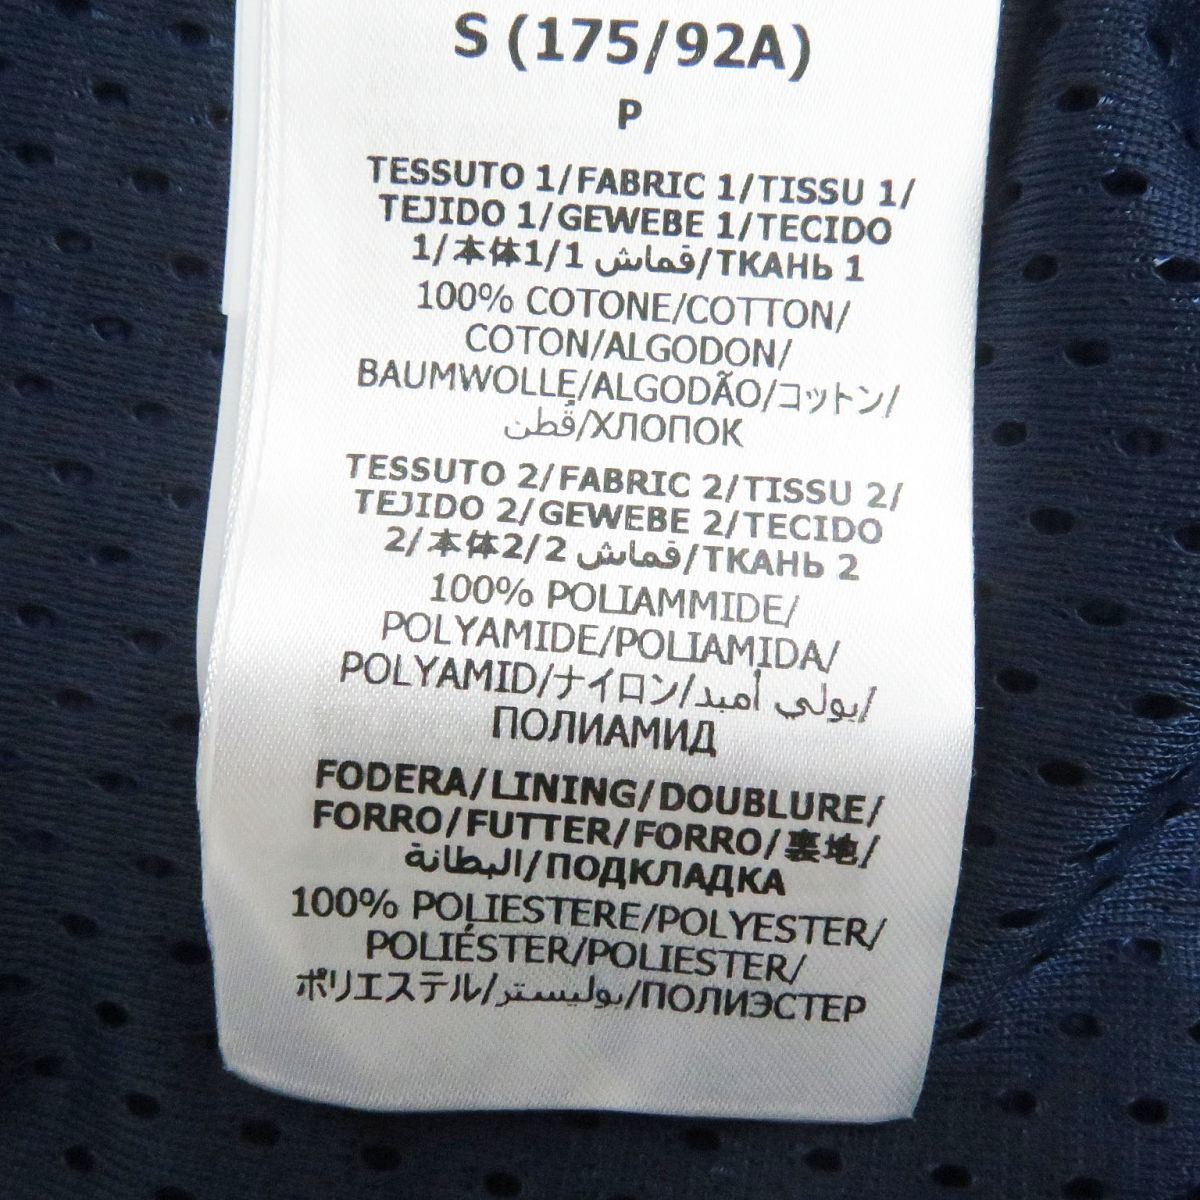 S (175/92A)
P
TESSUTO 1/FABRIC 1/TISSU 1/
TEJIDO 1/GEWEBE 1/TECIDO
1/本体1/1 قماش/ТКАНЬ 1
100% COTONE/COTTON/
COTON/ALGODON/
BAUMWOLLE/ALGODÃO/コットン/
قطن/ХЛОПОК
TESSUTO 2/FABRIC 2/TISSU 2/
TEJIDO 2/GEWEBE 2/TECIDO
2/本体2/2 قماش/ТКАНЬ 2
100% POLIAMMIDE/
POLYAMIDE/POLIAMIDA/
POLYAMID/ナイロン/بولي أميد/
ПОЛИАМИД
FODERA/LINING/DOUBLURE/
FORRO/FUTTER/FORRO/裏地/
البطانة/ПОДКЛАДКА
100% POLIESTERE/POLYESTER/
POLIÉSTER/POLIESTER/
ポリエステル/بوليستر/ПОЛИЭСТЕР